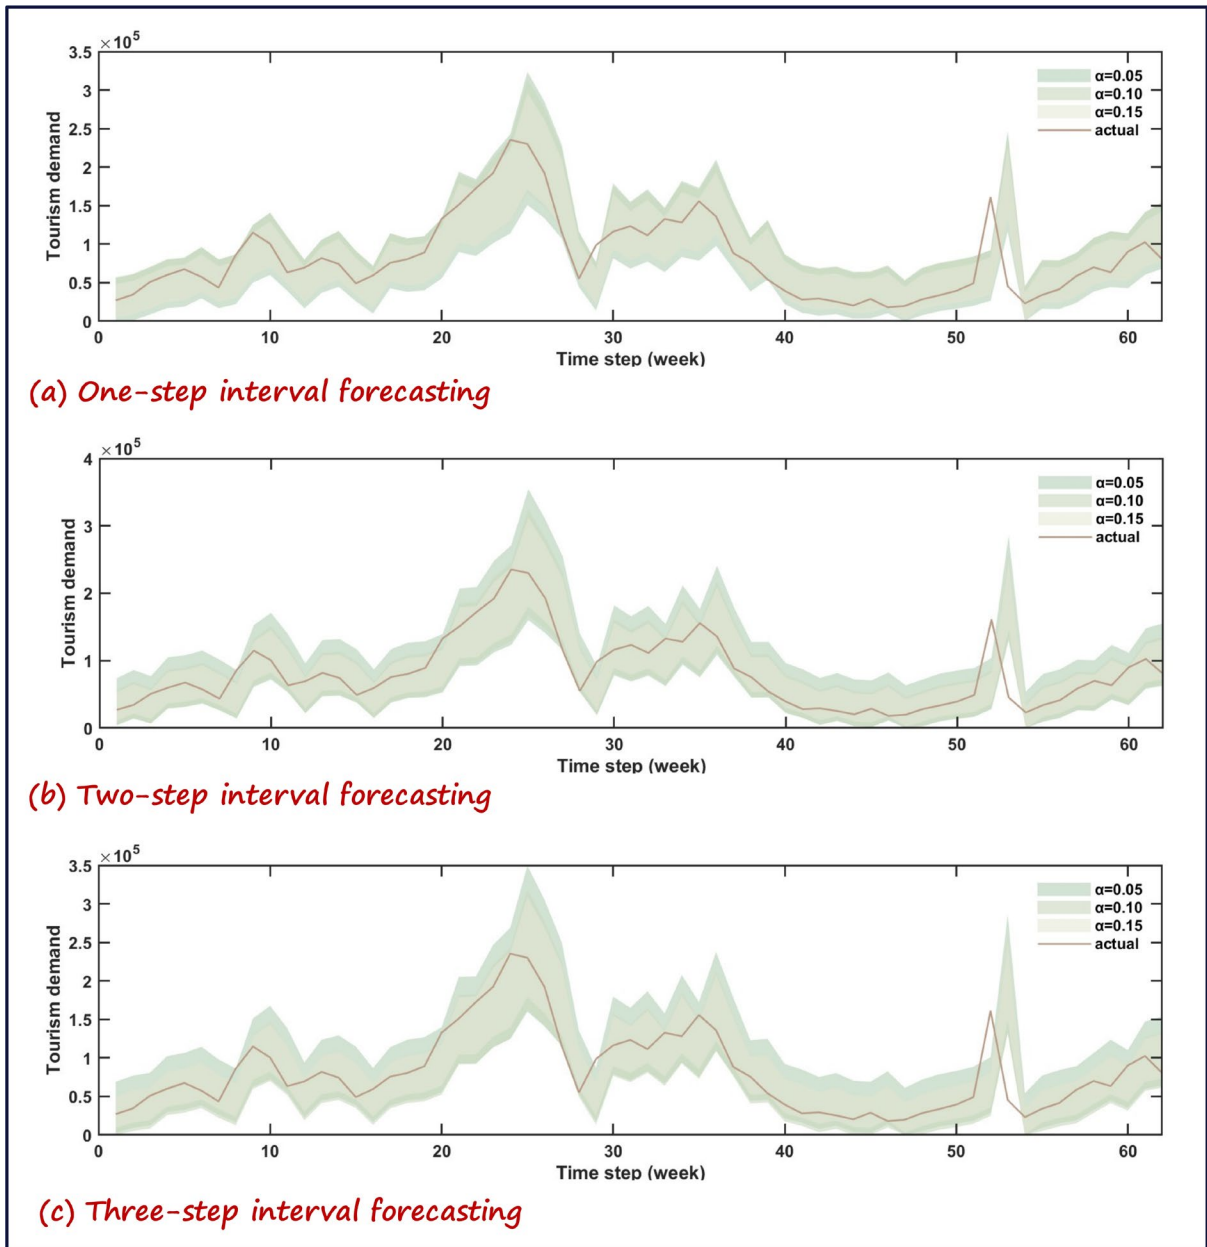 ×10⁵
3.5
3
2.5
2
1.5
1
0.5
0
Tourism demand
α=0.05
α=0.10
α=0.15
actual
0 10 20 30 40 50 60
Time step (week)
(a) One-step interval forecasting
×10⁵
4
3
2
1
0
Tourism demand
α=0.05
α=0.10
α=0.15
actual
0 10 20 30 40 50 60
Time step (week)
(b) Two-step interval forecasting
×10⁵
3.5
3
2.5
2
1.5
1
0.5
0
Tourism demand
α=0.05
α=0.10
α=0.15
actual
0 10 20 30 40 50 60
Time step (week)
(c) Three-step interval forecasting